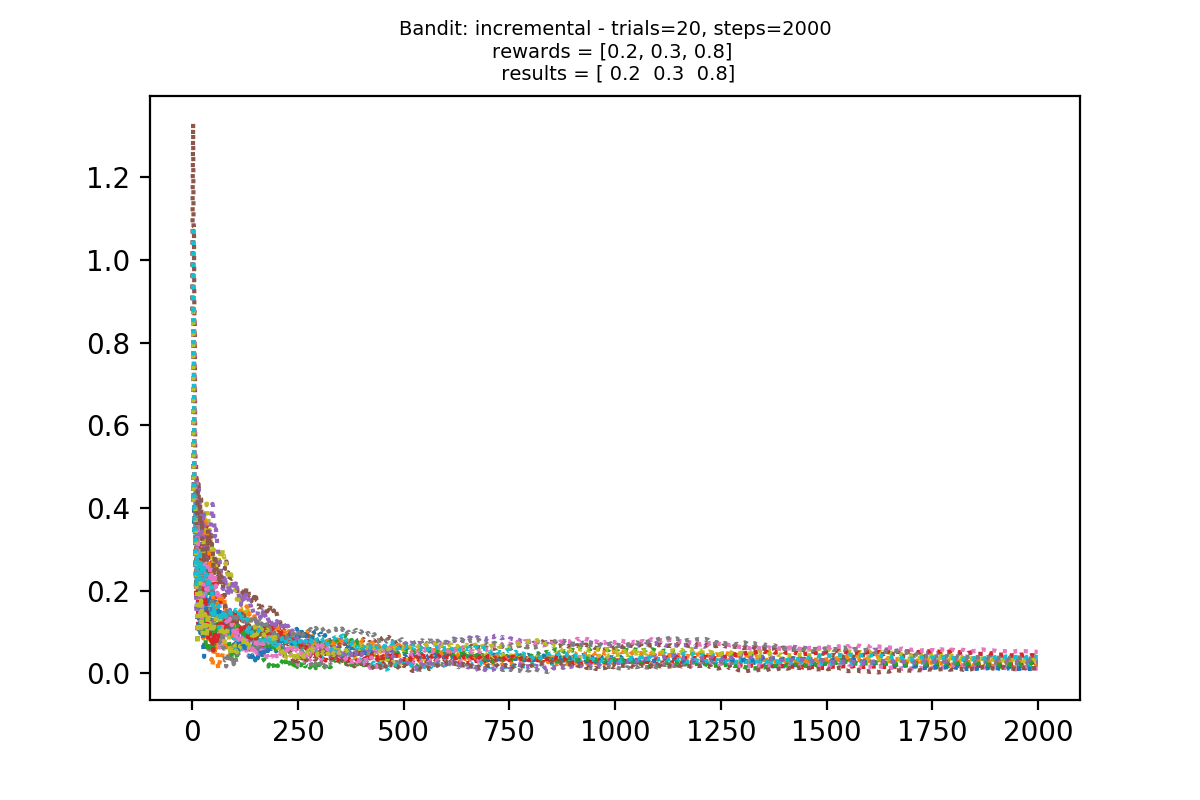 Bandit: incremental - trials=20, steps=2000
rewards = [0.2, 0.3, 0.8]
results = [ 0.2  0.3  0.8]
1.2
1.0
0.8
0.6
0.4
0.2
0.0
0 250 500 750 1000 1250 1500 1750 2000